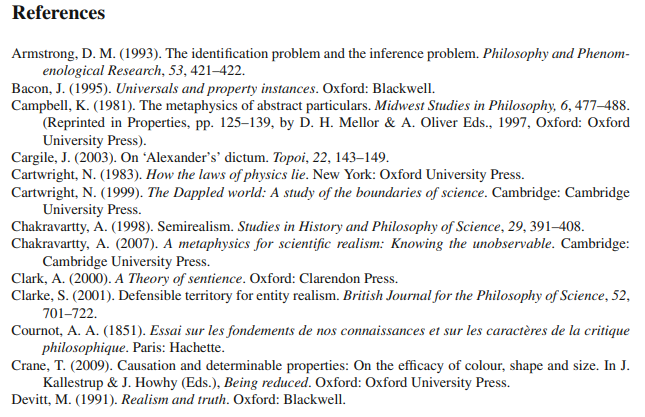 References
Armstrong, D. M. (1993). The identification problem and the inference problem. Philosophy and Phenom-
enological Research, 53, 421–422.
Bacon, J. (1995). Universals and property instances. Oxford: Blackwell.
Campbell, K. (1981). The metaphysics of abstract particulars. Midwest Studies in Philosophy, 6, 477–488.
(Reprinted in Properties, pp. 125–139, by D. H. Mellor & A. Oliver Eds., 1997, Oxford: Oxford
University Press).
Cargile, J. (2003). On ‘Alexander’s’ dictum. Topoi, 22, 143–149.
Cartwright, N. (1983). How the laws of physics lie. New York: Oxford University Press.
Cartwright, N. (1999). The Dappled world: A study of the boundaries of science. Cambridge: Cambridge
University Press.
Chakravartty, A. (1998). Semirealism. Studies in History and Philosophy of Science, 29, 391–408.
Chakravartty, A. (2007). A metaphysics for scientific realism: Knowing the unobservable. Cambridge:
Cambridge University Press.
Clark, A. (2000). A Theory of sentience. Oxford: Clarendon Press.
Clarke, S. (2001). Defensible territory for entity realism. British Journal for the Philosophy of Science, 52,
701–722.
Cournot, A. A. (1851). Essai sur les fondements de nos connaissances et sur les caractères de la critique
philosophique. Paris: Hachette.
Crane, T. (2009). Causation and determinable properties: On the efficacy of colour, shape and size. In J.
Kallestrup & J. Howhy (Eds.), Being reduced. Oxford: Oxford University Press.
Devitt, M. (1991). Realism and truth. Oxford: Blackwell.